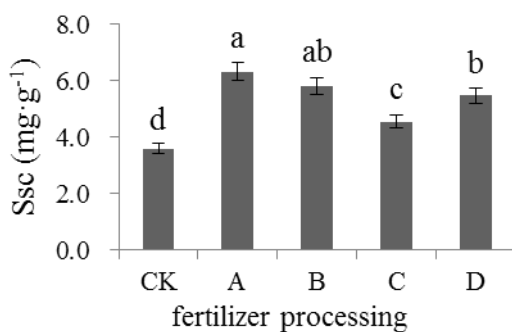 Ssc (mg·g⁻¹)
8.0
6.0
4.0
2.0
0.0
d
a
ab
c
b
CK A B C D
fertilizer processing